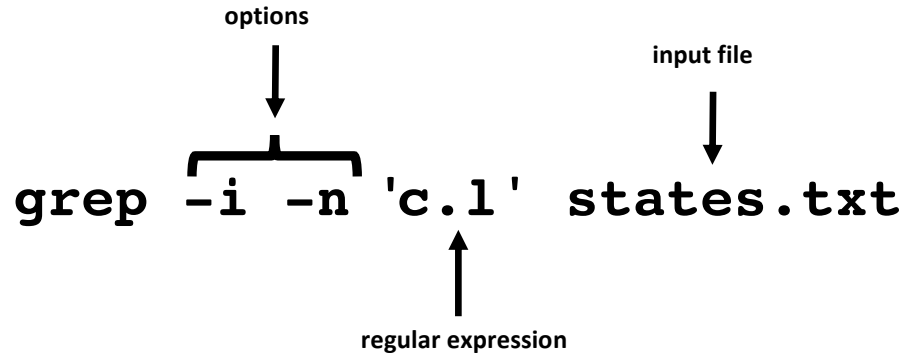 options
input file
grep -i -n 'c.l' states.txt
regular expression